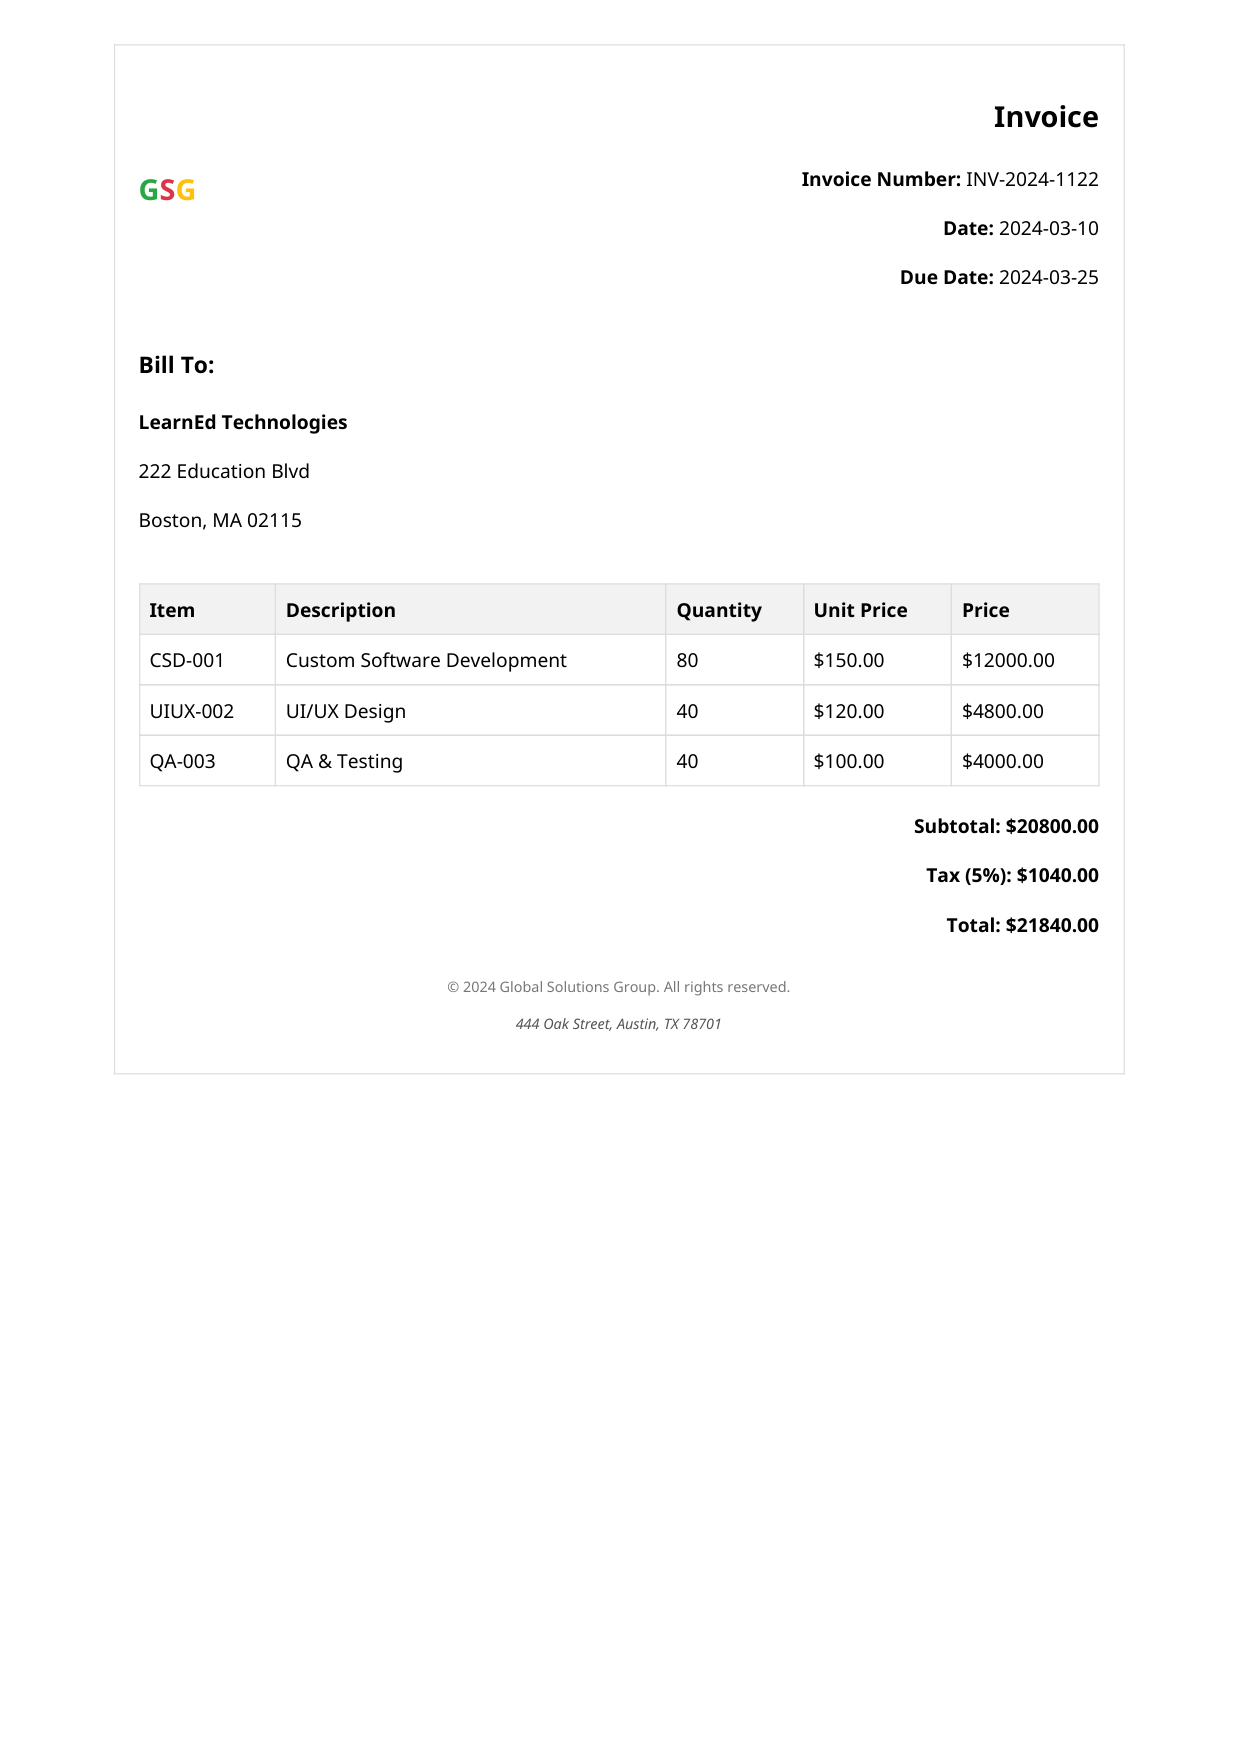 Invoice
GSG
Invoice Number: INV-2024-1122
Date: 2024-03-10
Due Date: 2024-03-25
Bill To:
LearnEd Technologies
222 Education Blvd
Boston, MA 02115
Item Description Quantity Unit Price Price
CSD-001 Custom Software Development 80 $150.00 $12000.00
UIUX-002 UI/UX Design 40 $120.00 $4800.00
QA-003 QA & Testing 40 $100.00 $4000.00
Subtotal: $20800.00
Tax (5%): $1040.00
Total: $21840.00
© 2024 Global Solutions Group. All rights reserved.
444 Oak Street, Austin, TX 78701